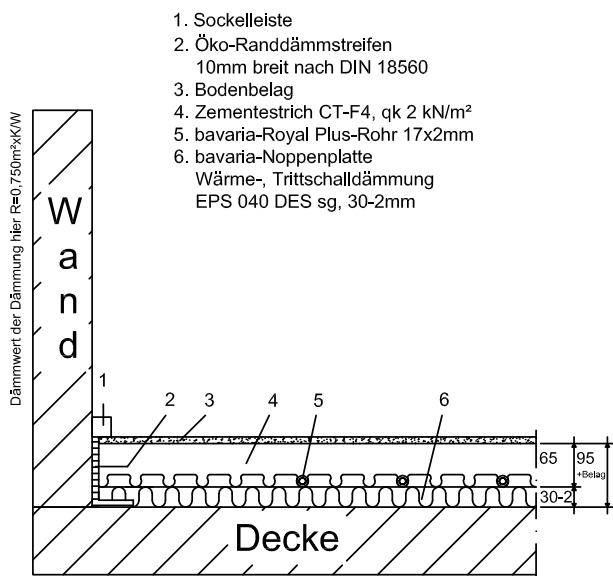 1. Sockelleiste
2. Öko-Randdämmstreifen
10mm breit nach DIN 18560
3. Bodenbelag
4. Zementestrich CT-F4, qk 2 kN/m²
5. bavaria-Royal Plus-Rohr 17x2mm
6. bavaria-Noppenplatte
Wärme-, Trittschalldämmung
EPS 040 DES sg, 30-2mm
Dämmwert der Dämmung hier R=0,750m²xK/W
Wand
1
2 3 4 5 6
65 95
+Belag
30-2
Decke